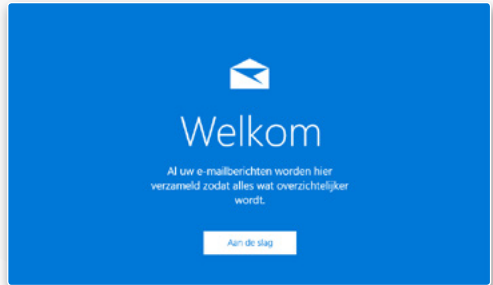 Welkom
Al uw e-mailberichten worden hier
verzameld zodat alles wat overzichtelijker
wordt.
Aan de slag